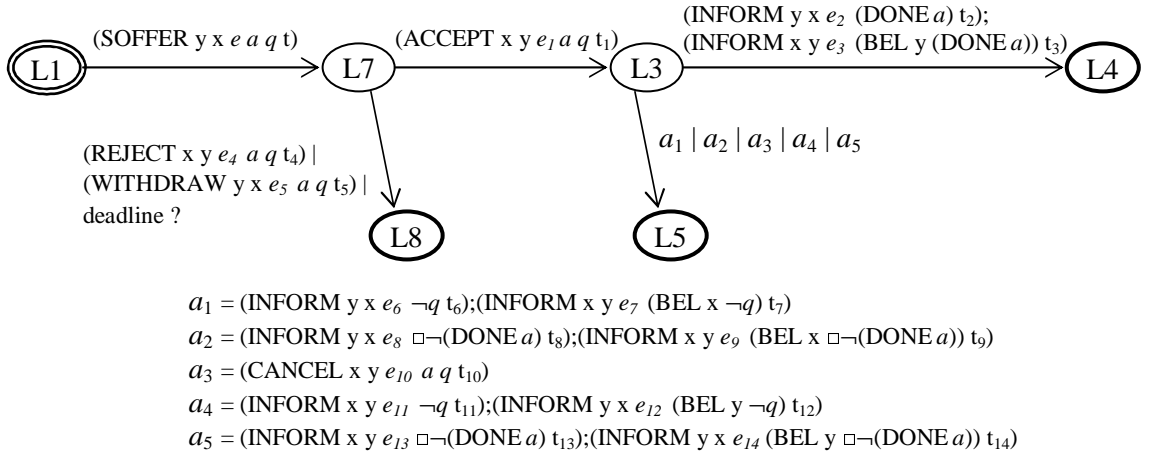 (SOFFER y x e a q t)
(ACCEPT x y e₁ a q t₁)
(INFORM y x e₂ (DONE a) t₂);
(INFORM x y e₃ (BEL y (DONE a)) t₃)
L1
L7
L3
L4
(REJECT x y e₄ a q t₄) |
(WITHDRAW y x e₅ a q t₅) |
deadline ?
a₁ | a₂ | a₃ | a₄ | a₅
L8
L5
a₁ = (INFORM y x e₆ ¬q t₆);(INFORM x y e₇ (BEL x ¬q) t₇)
a₂ = (INFORM y x e₈ □¬(DONE a) t₈);(INFORM x y e₉ (BEL x □¬(DONE a)) t₉)
a₃ = (CANCEL x y e₁₀ a q t₁₀)
a₄ = (INFORM x y e₁₁ ¬q t₁₁);(INFORM y x e₁₂ (BEL y ¬q) t₁₂)
a₅ = (INFORM x y e₁₃ □¬(DONE a) t₁₃);(INFORM y x e₁₄ (BEL y □¬(DONE a)) t₁₄)